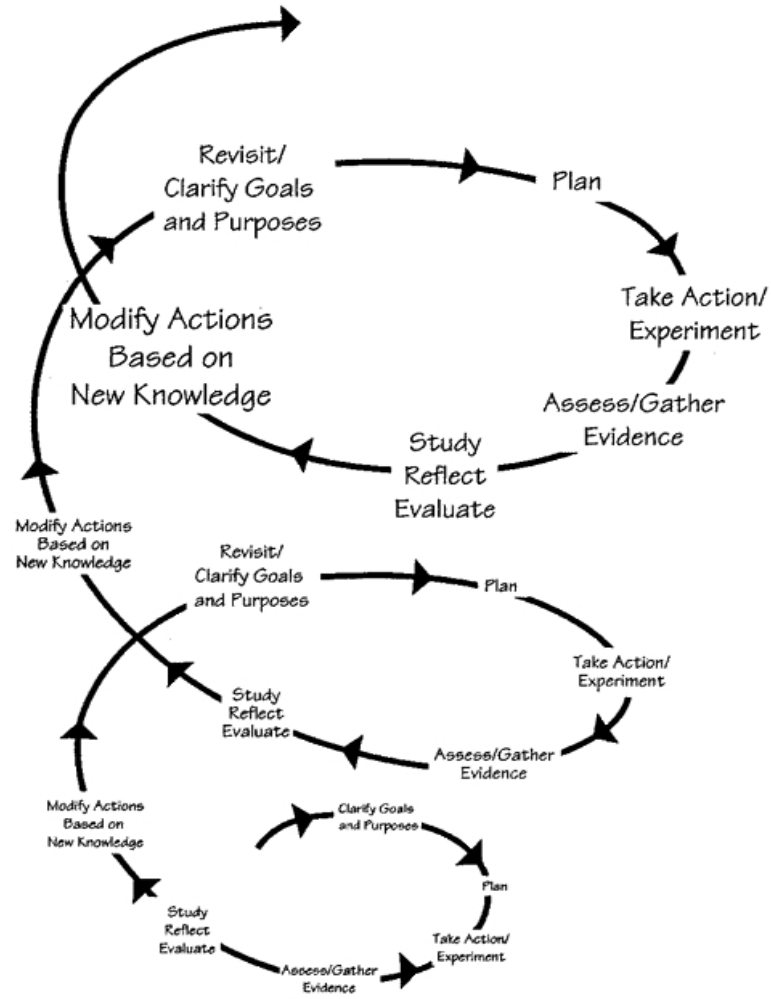 Revisit/
Clarify Goals
and Purposes
Plan
Take Action/
Experiment
Assess/Gather
Evidence
Study
Reflect
Evaluate
Modify Actions
Based on
New Knowledge
Modify Actions
Based on
New Knowledge
Revisit/
Clarify Goals
and Purposes
Plan
Take Action/
Experiment
Assess/Gather
Evidence
Study
Reflect
Evaluate
Modify Actions
Based on
New Knowledge
Clarify Goals
and Purposes
Plan
Take Action/
Experiment
Assess/Gather
Evidence
Study
Reflect
Evaluate